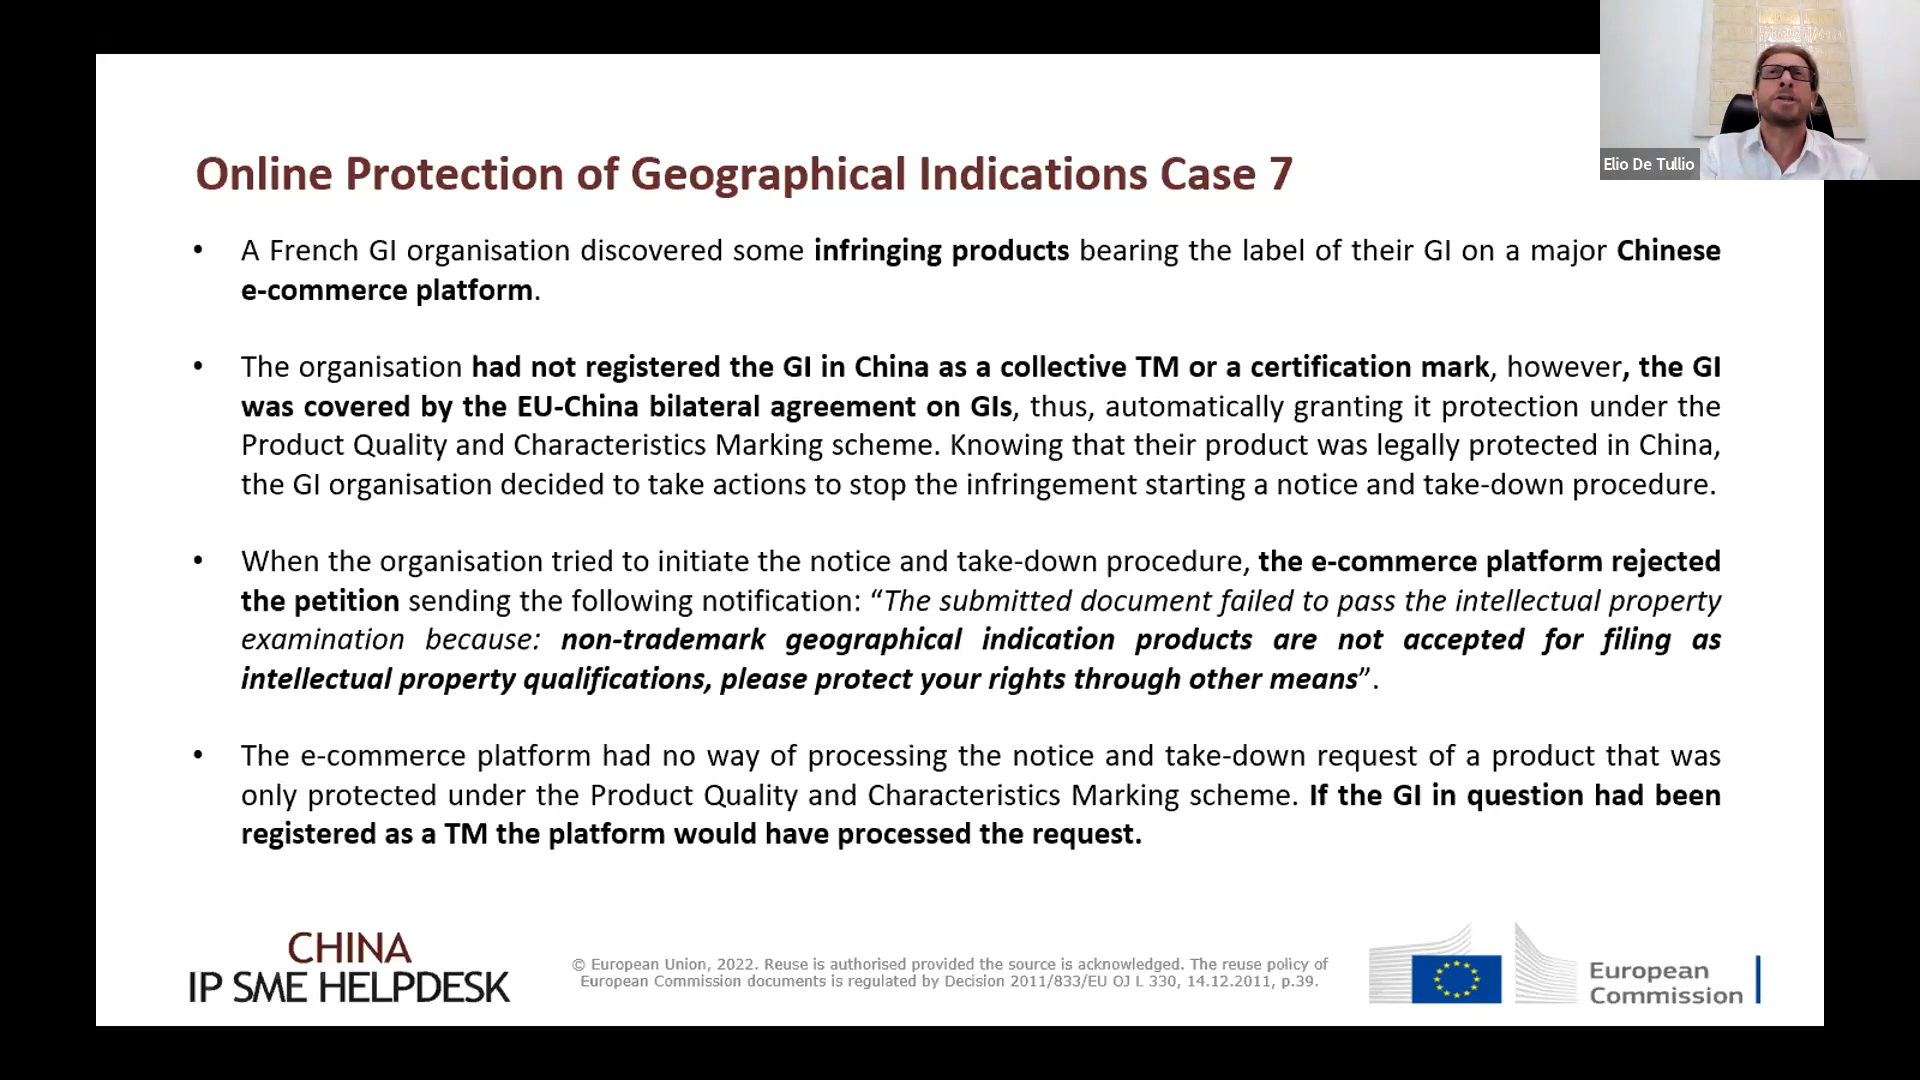 Elio De Tullio
Online Protection of Geographical Indications Case 7
• A French GI organisation discovered some infringing products bearing the label of their GI on a major Chinese
e-commerce platform.
• The organisation had not registered the GI in China as a collective TM or a certification mark, however, the GI
was covered by the EU-China bilateral agreement on GIs, thus, automatically granting it protection under the
Product Quality and Characteristics Marking scheme. Knowing that their product was legally protected in China,
the GI organisation decided to take actions to stop the infringement starting a notice and take-down procedure.
• When the organisation tried to initiate the notice and take-down procedure, the e-commerce platform rejected
the petition sending the following notification: “The submitted document failed to pass the intellectual property
examination because: non-trademark geographical indication products are not accepted for filing as
intellectual property qualifications, please protect your rights through other means”.
• The e-commerce platform had no way of processing the notice and take-down request of a product that was
only protected under the Product Quality and Characteristics Marking scheme. If the GI in question had been
registered as a TM the platform would have processed the request.
CHINA
IP SME HELPDESK
© European Union, 2022. Reuse is authorised provided the source is acknowledged. The reuse policy of
European Commission documents is regulated by Decision 2011/833/EU OJ L 330, 14.12.2011, p.39.
European
Commission